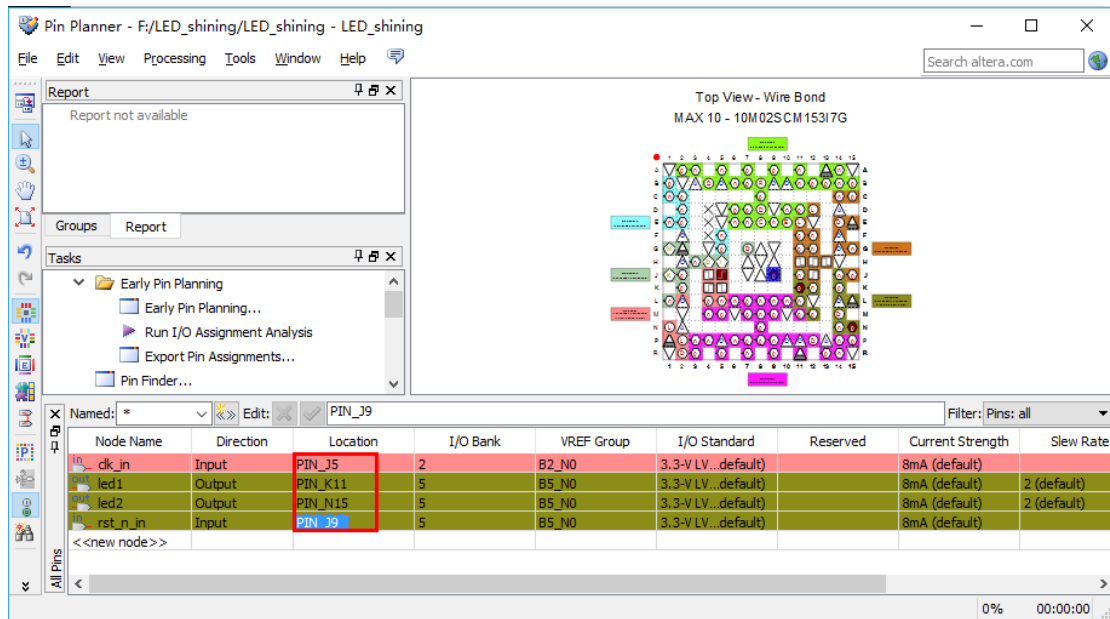 Pin Planner - F:/LED_shining/LED_shining - LED_shining
File Edit View Processing Tools Window Help
Search altera.com
Report
Report not available
Groups Report
Tasks
Early Pin Planning
Early Pin Planning...
Run I/O Assignment Analysis
Export Pin Assignments...
Pin Finder...
Top View - Wire Bond
MAX 10 - 10M02SCM153I7G
Named: * Edit: PIN_J9 Filter: Pins: all
Node Name Direction Location I/O Bank VREF Group I/O Standard Reserved Current Strength Slew Rate
in clk_in Input PIN_J5 2 B2_N0 3.3-V LV...default) 8mA (default)
out led1 Output PIN_K11 5 B5_N0 3.3-V LV...default) 8mA (default) 2 (default)
out led2 Output PIN_N15 5 B5_N0 3.3-V LV...default) 8mA (default) 2 (default)
in rst_n_in Input PIN_J9 5 B5_N0 3.3-V LV...default) 8mA (default)
<<new node>>
All Pins
0% 00:00:00